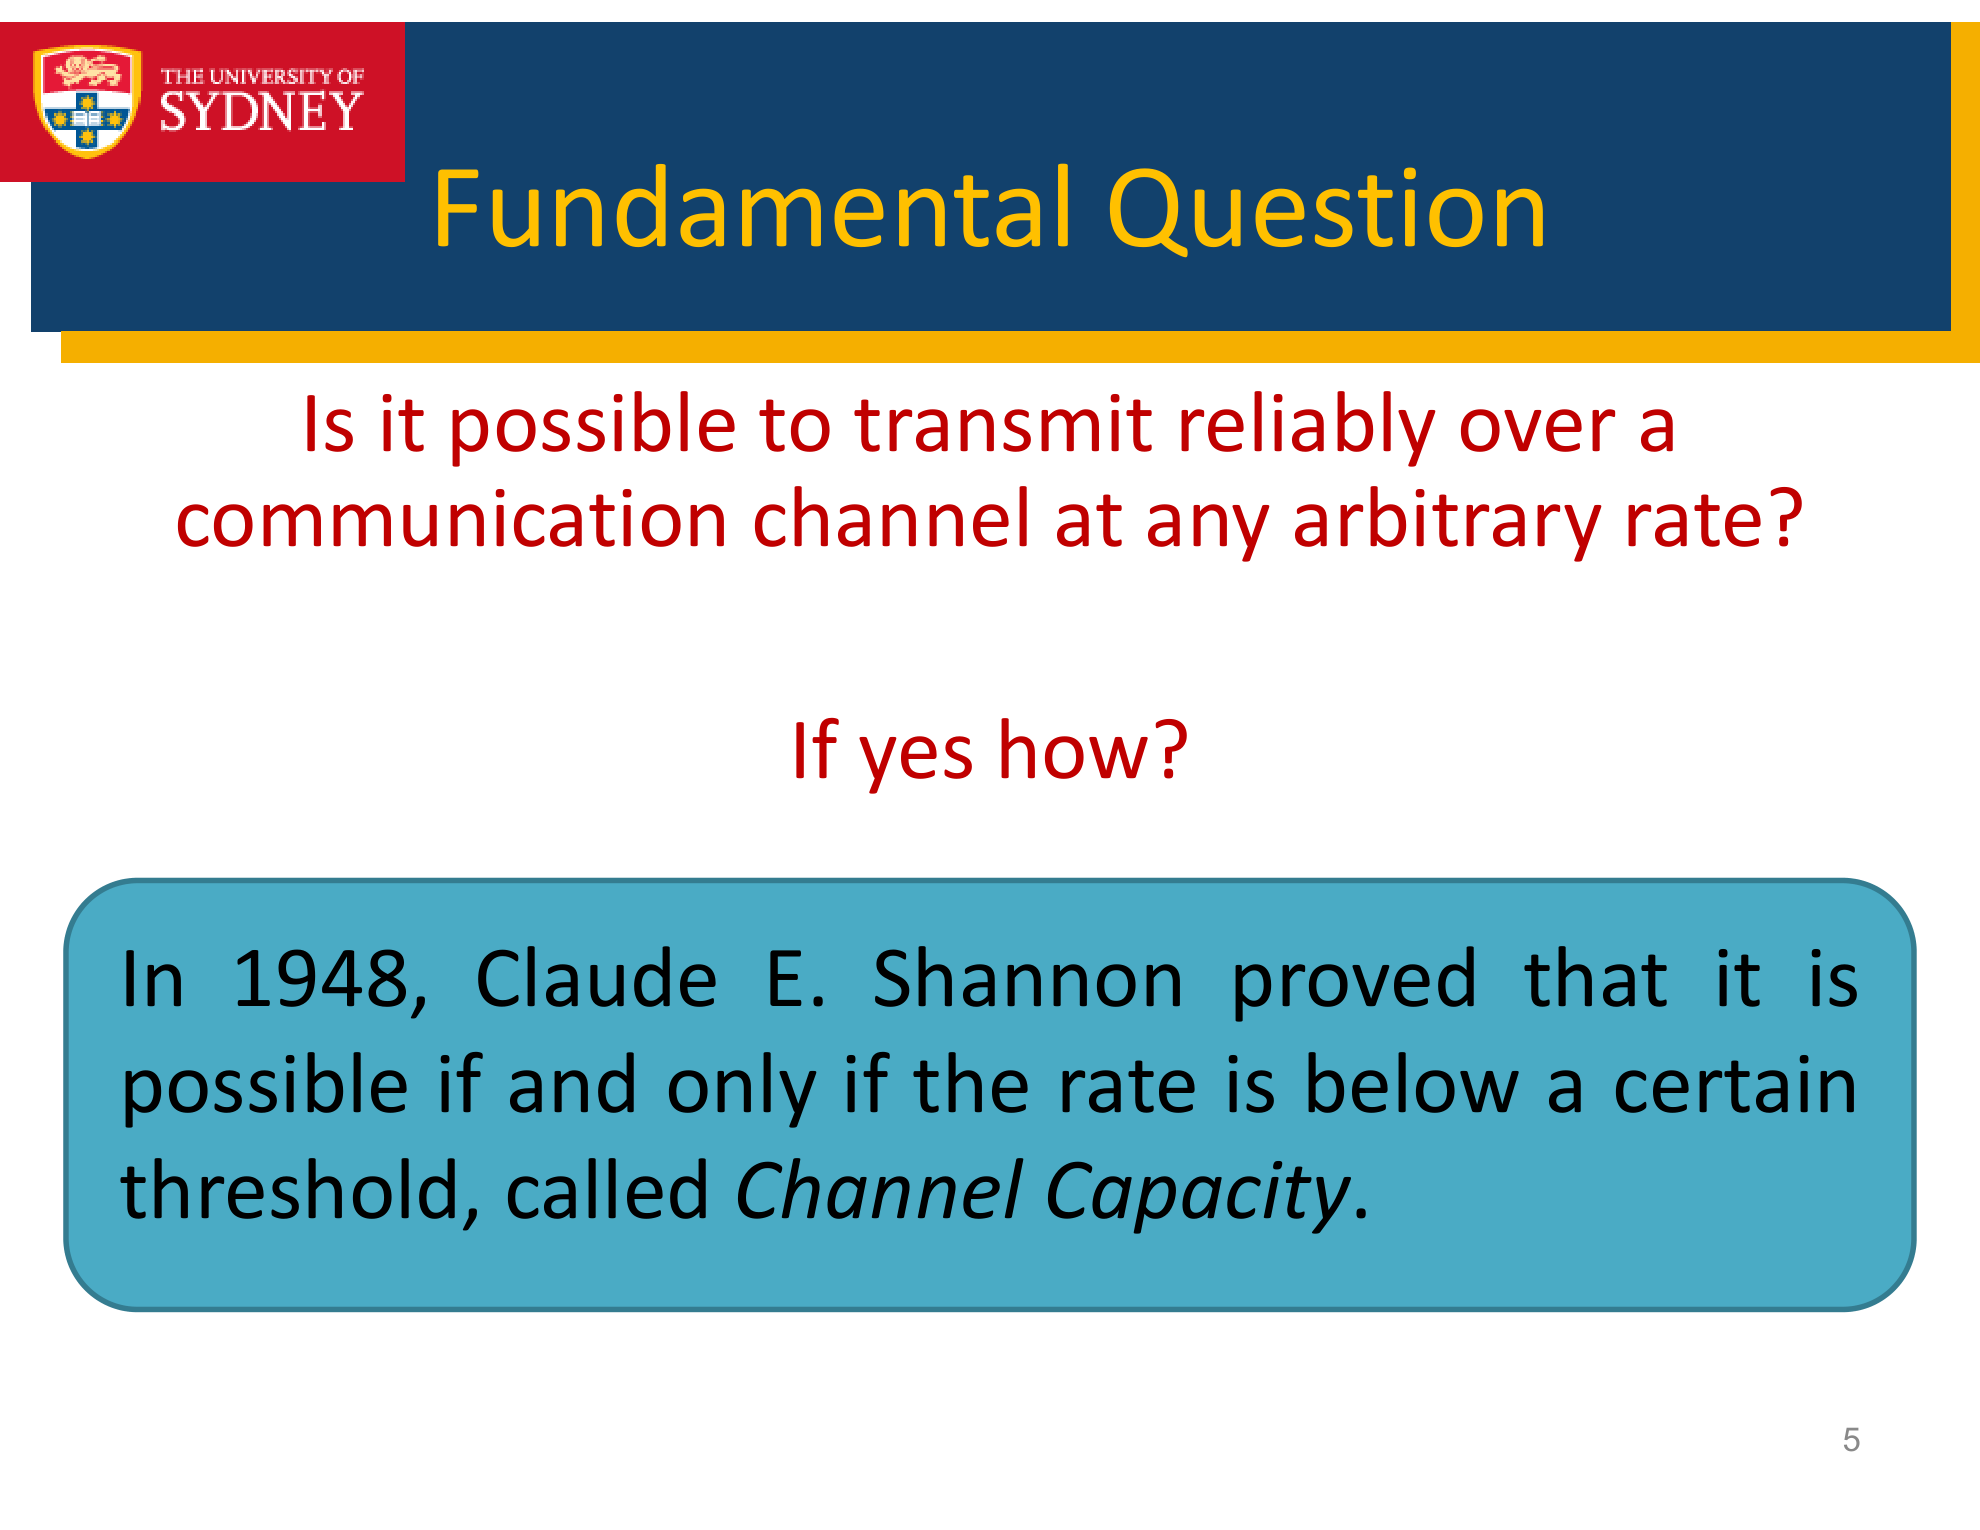 THE UNIVERSITY OF
SYDNEY
Fundamental Question
Is it possible to transmit reliably over a
communication channel at any arbitrary rate?
If yes how?
In 1948, Claude E. Shannon proved that it is
possible if and only if the rate is below a certain
threshold, called Channel Capacity.
5